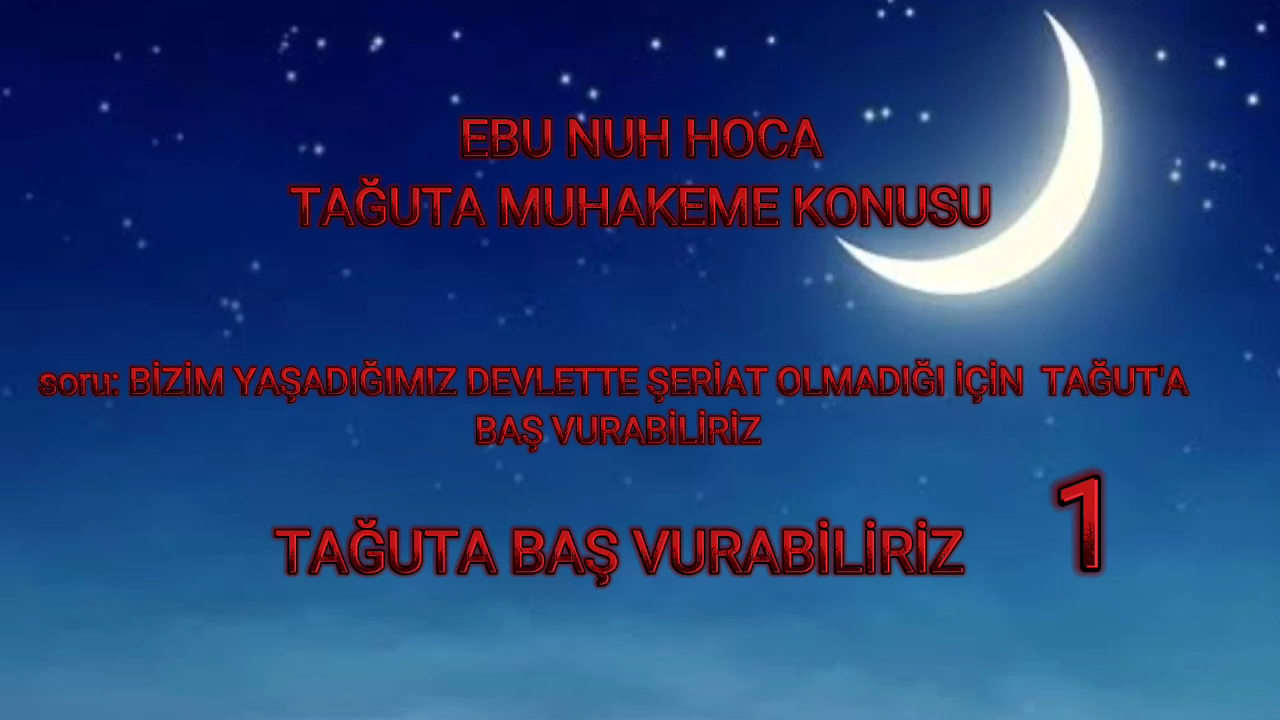 EBU NUH HOCA
TAĞUTA MUHAKEME KONUSU
soru: BİZİM YAŞADIĞIMIZ DEVLETTE ŞERİAT OLMADIĞI İÇİN TAĞUT'A
BAŞ VURABİLİRİZ
TAĞUTA BAŞ VURABİLİRİZ 1